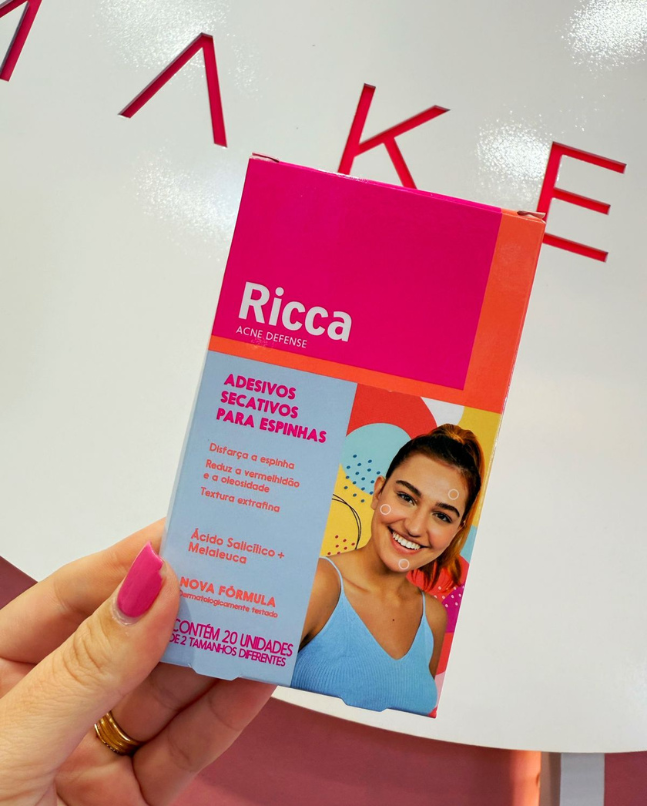 MAKE
Ricca
ACNE DEFENSE
ADESIVOS
SECATIVOS
PARA ESPINHAS
Disfarça a espinha
Reduz a vermelhidão
e a oleosidade
Textura extrafina
Ácido Salicílico +
Melaleuca
NOVA FÓRMULA
Dermatologicamente testado
CONTÉM 20 UNIDADES
DE 2 TAMANHOS DIFERENTES